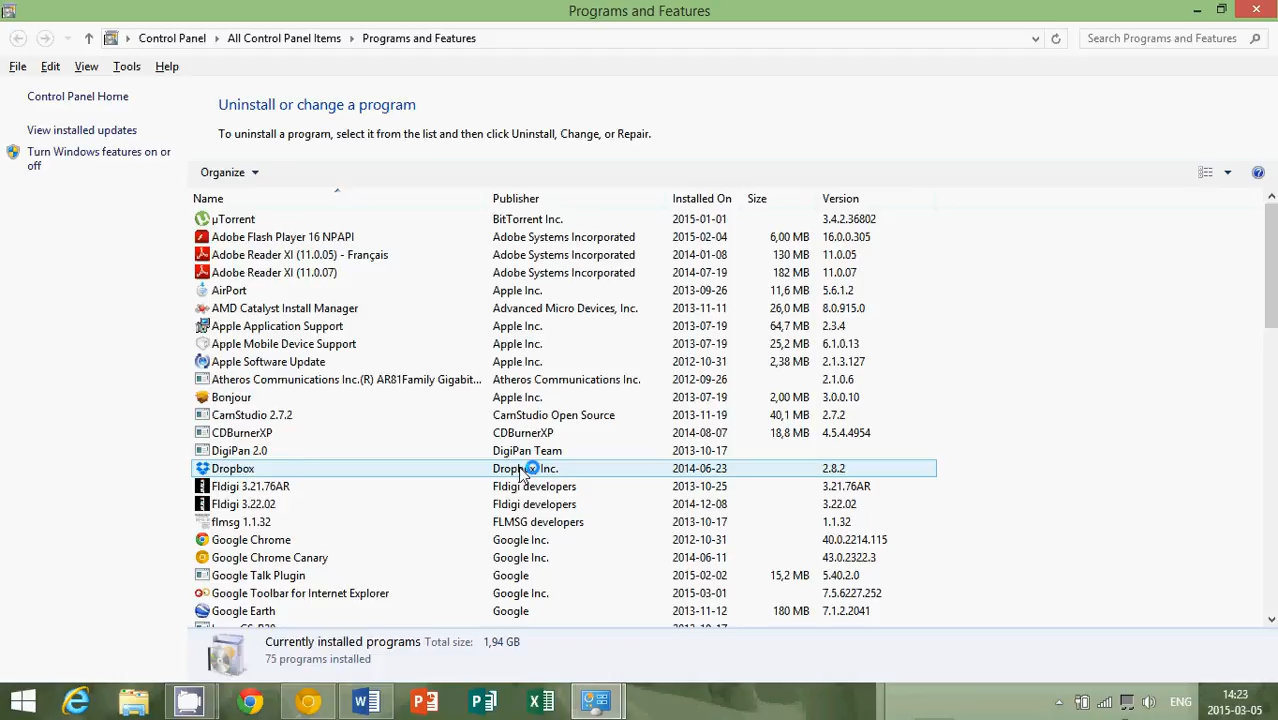 Programs and Features
Control Panel All Control Panel Items Programs and Features Search Programs and Features
File Edit View Tools Help
Control Panel Home
View installed updates
Turn Windows features on or
off
Uninstall or change a program
To uninstall a program, select it from the list and then click Uninstall, Change, or Repair.
Organize
Name Publisher Installed On Size Version
µTorrent BitTorrent Inc. 2015-01-01 3.4.2.36802
Adobe Flash Player 16 NPAPI Adobe Systems Incorporated 2015-02-04 6,00 MB 16.0.0.305
Adobe Reader XI (11.0.05) - Français Adobe Systems Incorporated 2014-01-08 130 MB 11.0.05
Adobe Reader XI (11.0.07) Adobe Systems Incorporated 2014-07-19 182 MB 11.0.07
AirPort Apple Inc. 2013-09-26 11,6 MB 5.6.1.2
AMD Catalyst Install Manager Advanced Micro Devices, Inc. 2013-11-11 26,0 MB 8.0.915.0
Apple Application Support Apple Inc. 2013-07-19 64,7 MB 2.3.4
Apple Mobile Device Support Apple Inc. 2013-07-19 25,2 MB 6.1.0.13
Apple Software Update Apple Inc. 2012-10-31 2,38 MB 2.1.3.127
Atheros Communications Inc.(R) AR81Family Gigabit... Atheros Communications Inc. 2012-09-26 2.1.0.6
Bonjour Apple Inc. 2013-07-19 2,00 MB 3.0.0.10
CamStudio 2.7.2 CamStudio Open Source 2013-11-19 40,1 MB 2.7.2
CDBurnerXP CDBurnerXP 2014-08-07 18,8 MB 4.5.4.4954
DigiPan 2.0 DigiPan Team 2013-10-17
Dropbox Dropbox Inc. 2014-06-23 2.8.2
Fldigi 3.21.76AR Fldigi developers 2013-10-25 3.21.76AR
Fldigi 3.22.02 Fldigi developers 2014-12-08 3.22.02
flmsg 1.1.32 FLMSG developers 2013-10-17 1.1.32
Google Chrome Google Inc. 2012-10-31 40.0.2214.115
Google Chrome Canary Google Inc. 2014-06-11 43.0.2322.3
Google Talk Plugin Google 2015-02-02 15,2 MB 5.40.2.0
Google Toolbar for Internet Explorer Google Inc. 2015-03-01 7.5.6227.252
Google Earth Google 2013-11-12 180 MB 7.1.2.2041
Currently installed programs Total size: 1,94 GB
75 programs installed
ENG 14:23
2015-03-05